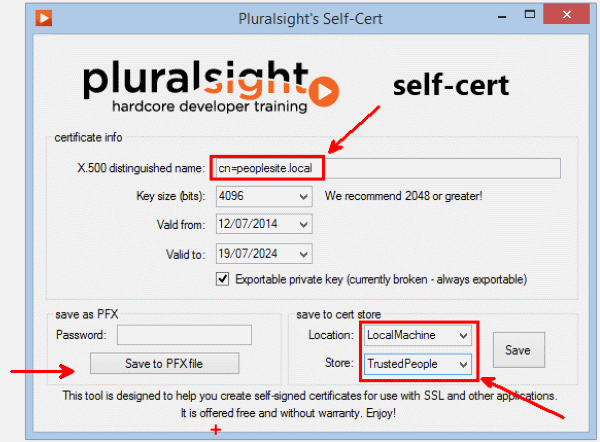 Pluralsight's Self-Cert
pluralsight
hardcore developer training
self-cert
certificate info
X.500 distinguished name: cn=peoplesite.local
Key size (bits): 4096 We recommend 2048 or greater!
Vald from: 12/07/2014
Valid to: 19/07/2024
Exportable private key (currently broken - always exportable)
save as PFX
Password:
Save to PFX file
save to cert store
Location: LocalMachine
Store: TrustedPeople
Save
This tool is designed to help you create self-signed certificates for use with SSL and other applications.
It is offered free and without warranty. Enjoy!